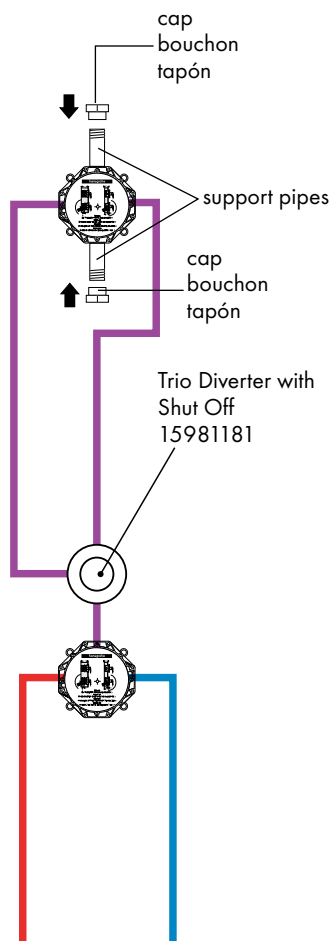 cap
bouchon
tapón
support pipes
cap
bouchon
tapón
Trio Diverter with
Shut Off
15981181